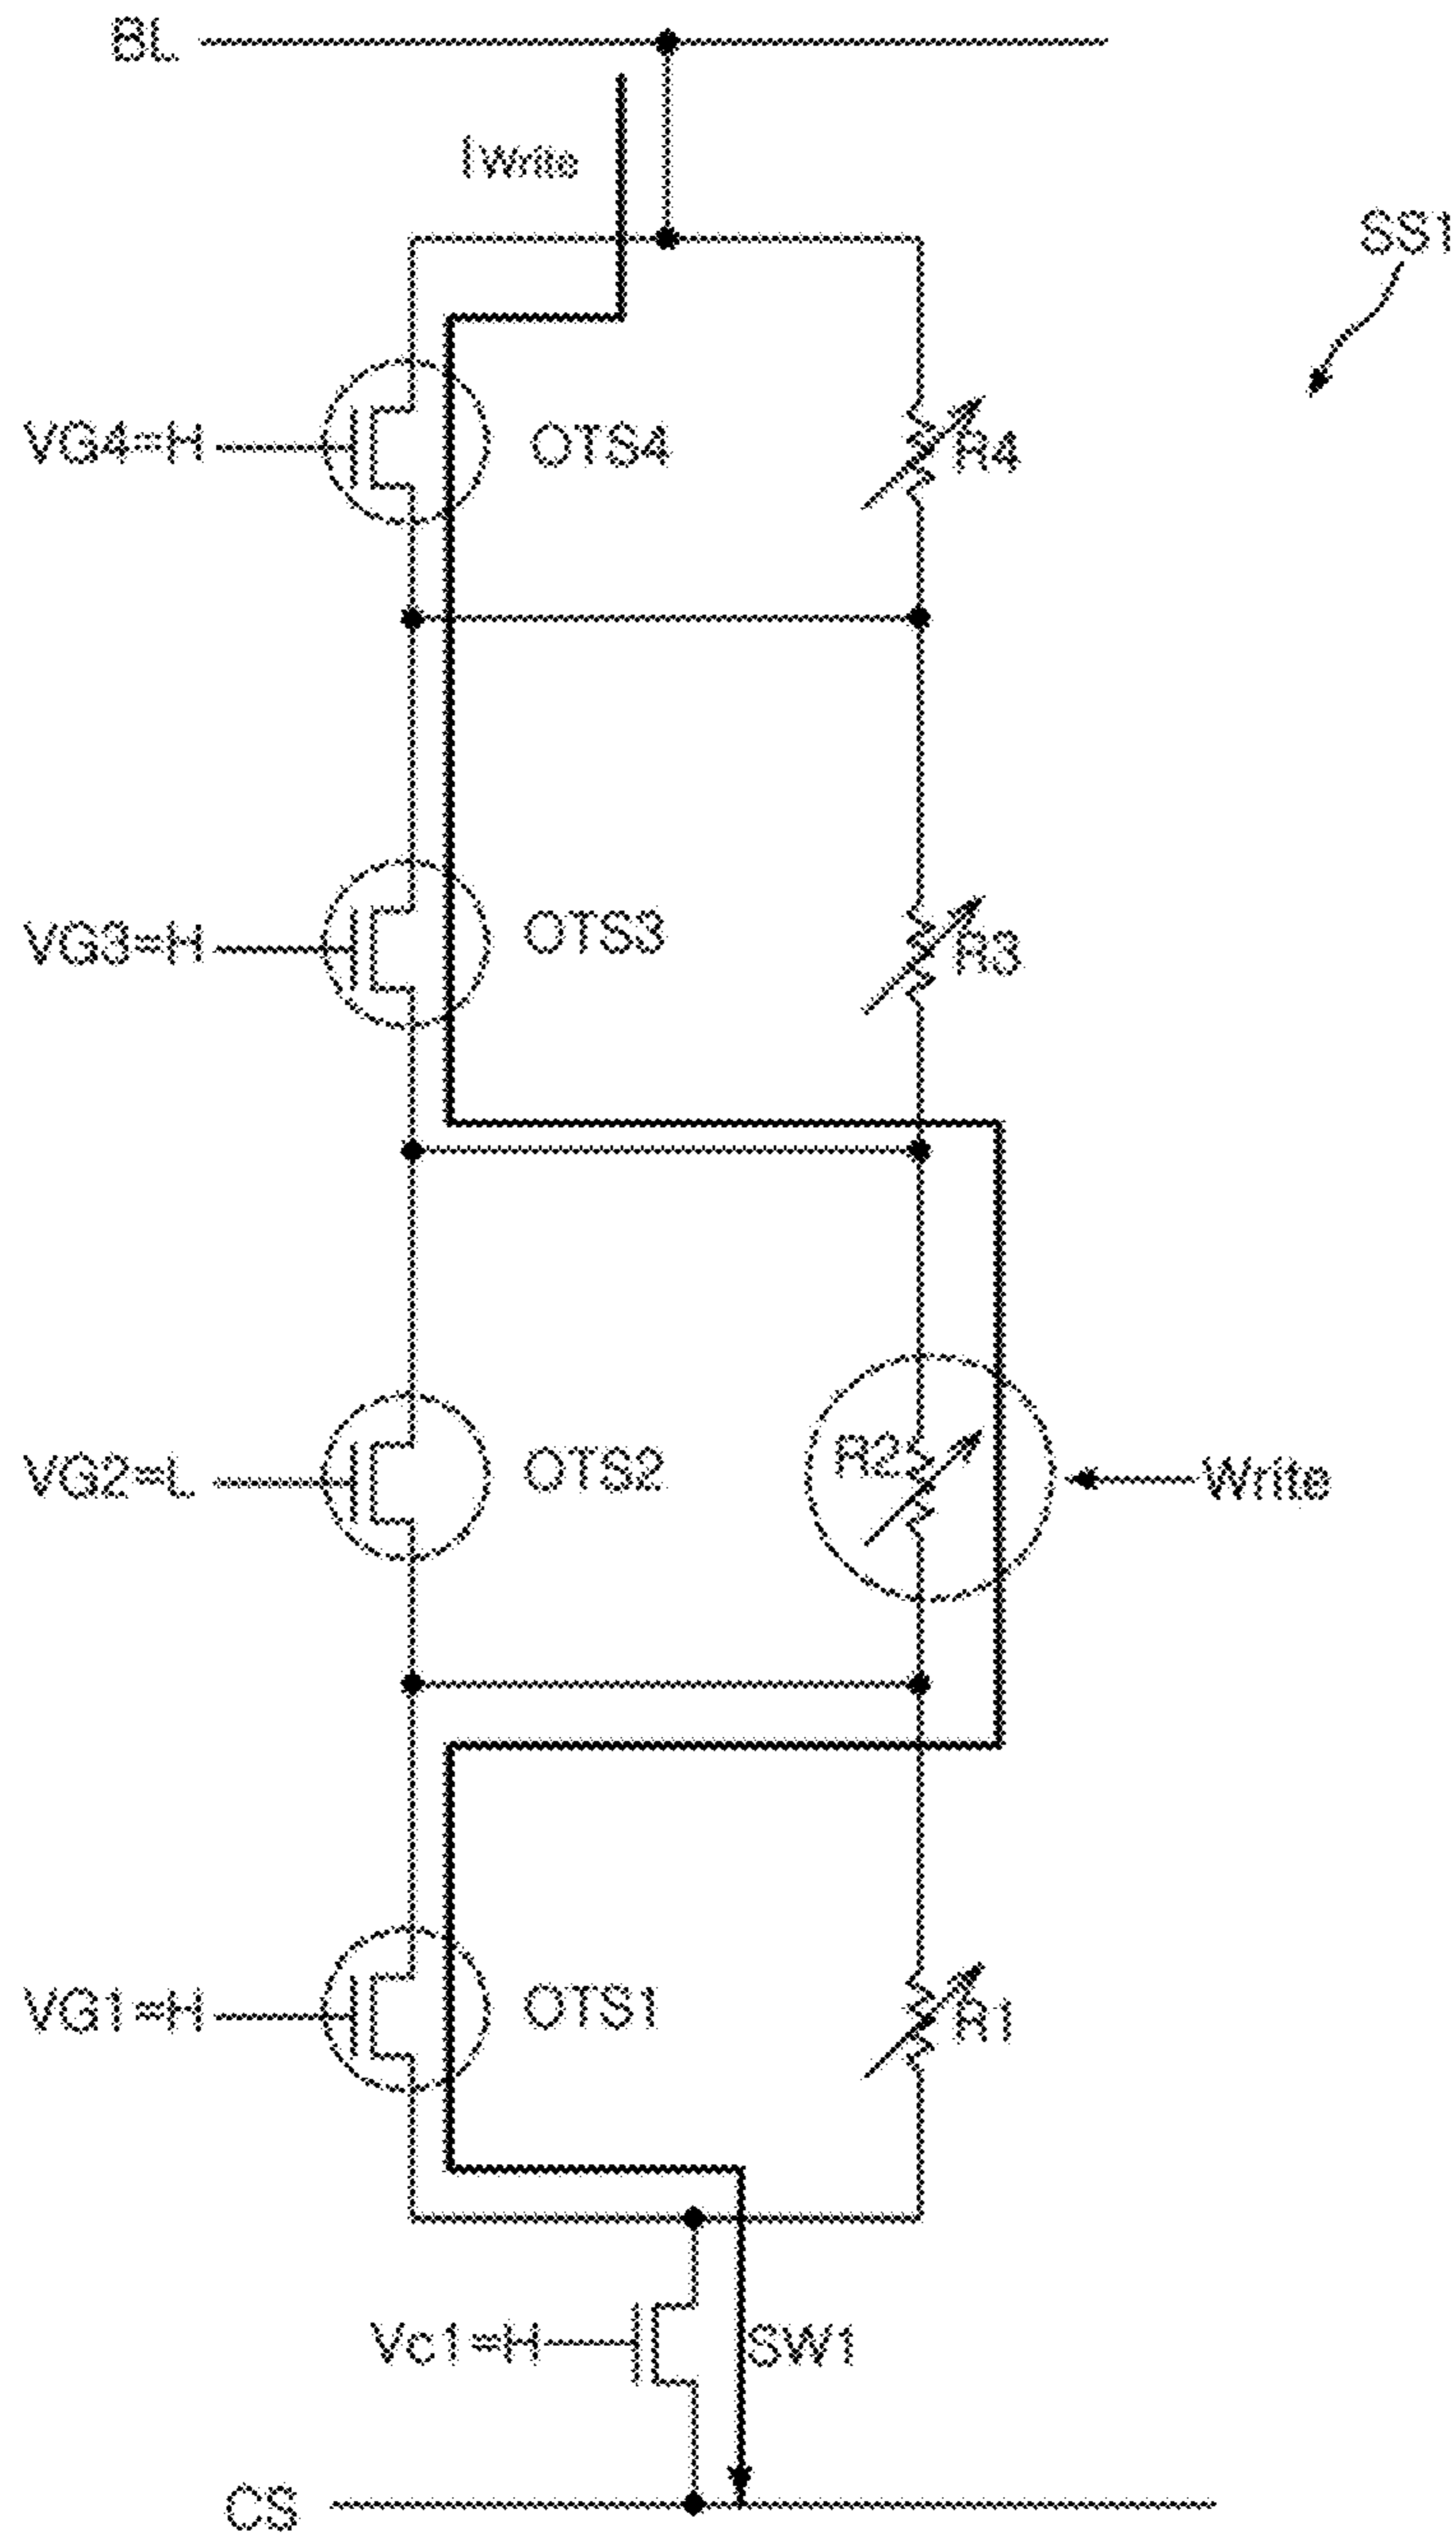 BL
IWrite
SS1
VG4=H OTS4 R4
VG3=H OTS3 R3
VG2=L OTS2 R2 Write
VG1=H OTS1 R1
Vc1=H SW1
CS